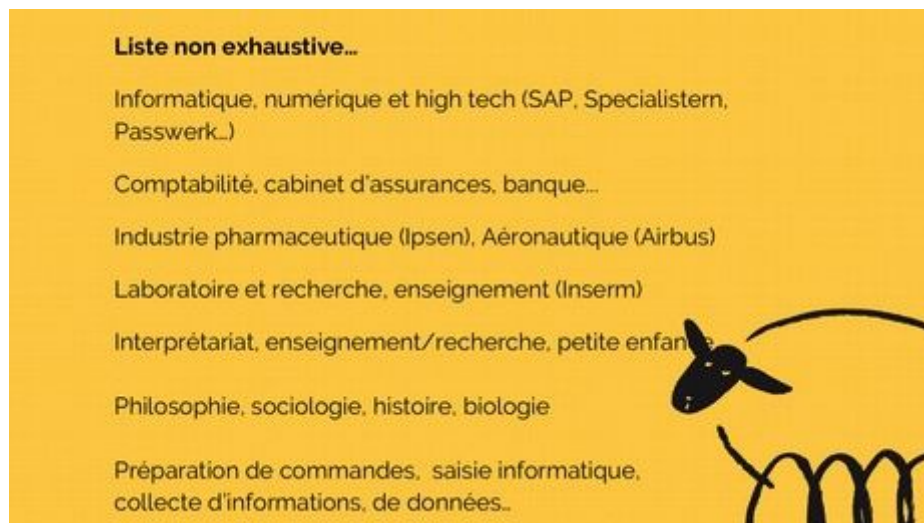 Liste non exhaustive...
Informatique, numérique et high tech (SAP, Specialistern,
Passwerk...)
Comptabilité, cabinet d'assurances, banque...
Industrie pharmaceutique (Ipsen), Aéronautique (Airbus)
Laboratoire et recherche, enseignement (Inserm)
Interprétariat, enseignement/recherche, petite enfance
Philosophie, sociologie, histoire, biologie
Préparation de commandes, saisie informatique,
collecte d'informations, de données...